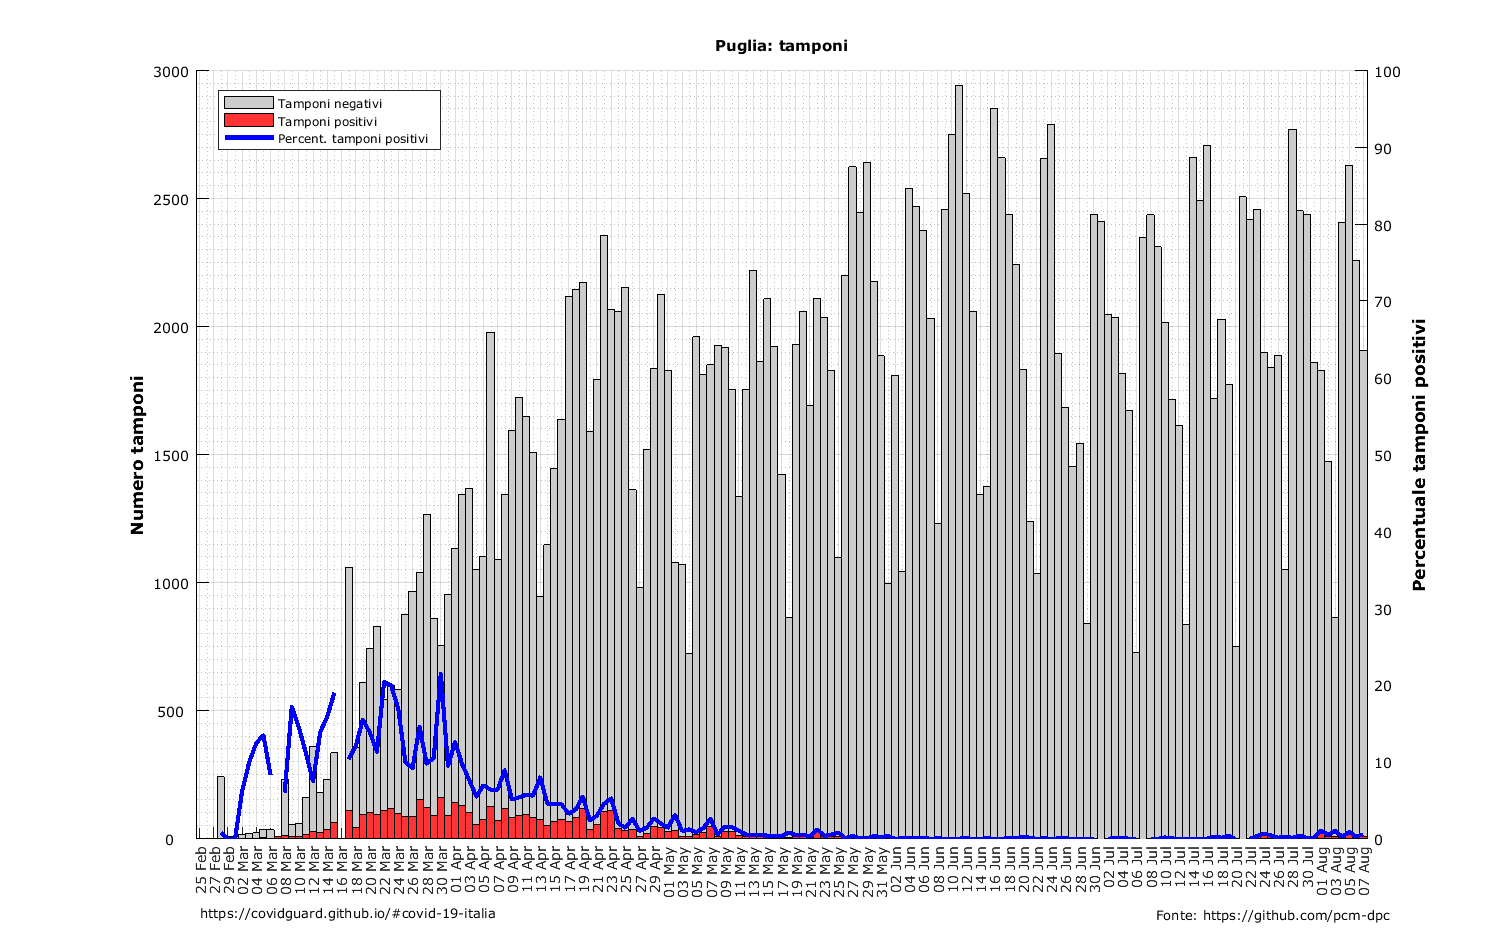 Puglia: tamponi
Tamponi negativi
Tamponi positivi
Percent. tamponi positivi
Numero tamponi
3000
2500
2000
1500
1000
500
0
Percentuale tamponi positivi
100
90
80
70
60
50
40
30
20
10
0
25 Feb
27 Feb
29 Feb
02 Mar
04 Mar
06 Mar
08 Mar
10 Mar
12 Mar
14 Mar
16 Mar
18 Mar
20 Mar
22 Mar
24 Mar
26 Mar
28 Mar
30 Mar
01 Apr
03 Apr
05 Apr
07 Apr
09 Apr
11 Apr
13 Apr
15 Apr
17 Apr
19 Apr
21 Apr
23 Apr
25 Apr
27 Apr
29 Apr
01 May
03 May
05 May
07 May
09 May
11 May
13 May
15 May
17 May
19 May
21 May
23 May
25 May
27 May
29 May
31 May
02 Jun
04 Jun
06 Jun
08 Jun
10 Jun
12 Jun
14 Jun
16 Jun
18 Jun
20 Jun
22 Jun
24 Jun
26 Jun
28 Jun
30 Jun
02 Jul
04 Jul
06 Jul
08 Jul
10 Jul
12 Jul
14 Jul
16 Jul
18 Jul
20 Jul
22 Jul
24 Jul
26 Jul
28 Jul
30 Jul
01 Aug
03 Aug
05 Aug
07 Aug
https://covidguard.github.io/#covid-19-italia
Fonte: https://github.com/pcm-dpc